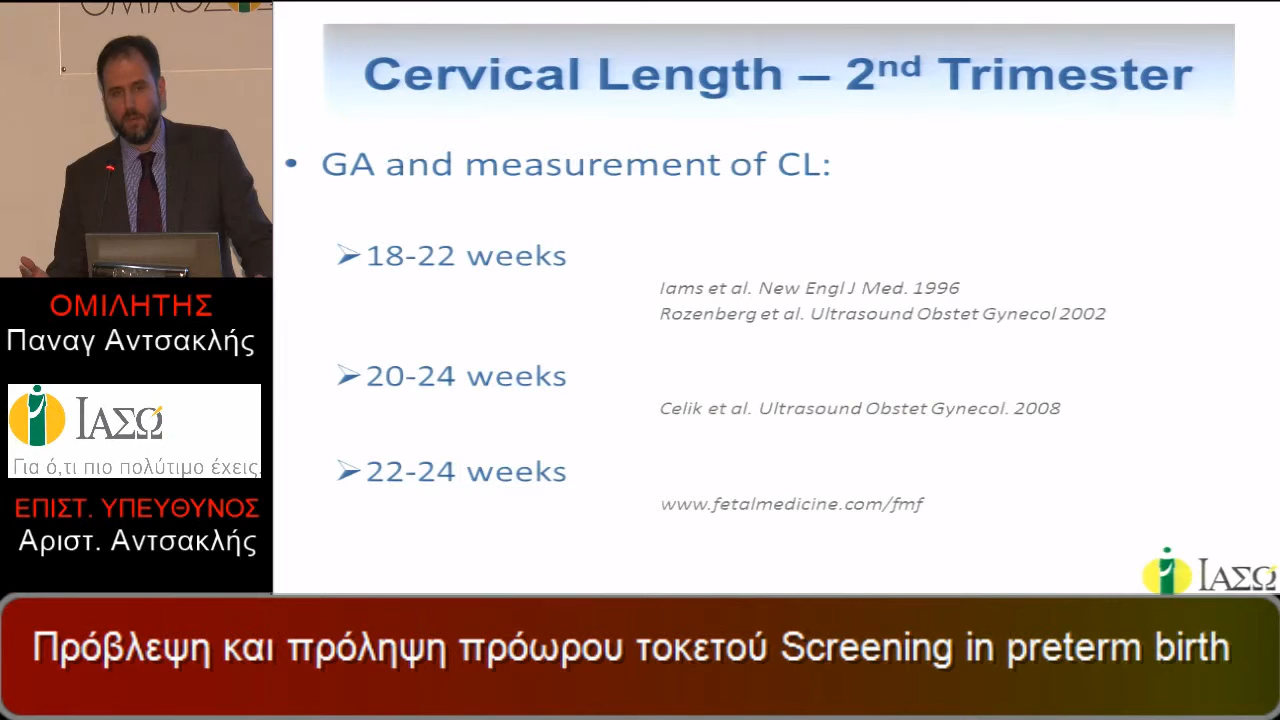 ΟΜΙΛΗΤΗΣ
Παναγ Αντσακλής
ΙΑΣΩ
Για ό,τι πιο πολύτιμο έχεις.
ΕΠΙΣΤ. ΥΠΕΥΘΥΝΟΣ
Αριστ. Αντσακλής
Cervical Length – 2nd Trimester
• GA and measurement of CL:
➢18-22 weeks
Iams et al. New Engl J Med. 1996
Rozenberg et al. Ultrasound Obstet Gynecol 2002
➢20-24 weeks
Celik et al. Ultrasound Obstet Gynecol. 2008
➢22-24 weeks
www.fetalmedicine.com/fmf
ΙΑΣΩ
Πρόβλεψη και πρόληψη πρόωρου τοκετού Screening in preterm birth